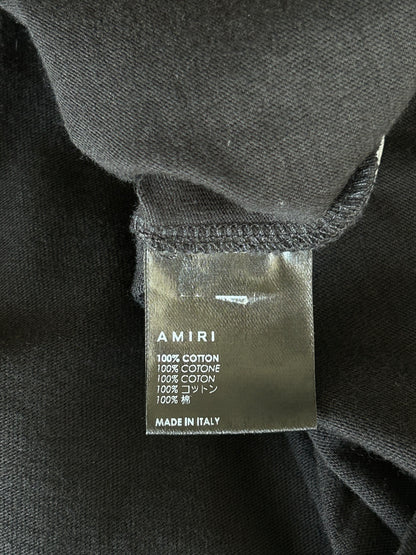 AMIRI
100% COTTON
100% COTONE
100% COTON
100% コットン
100% 棉
MADE IN ITALY